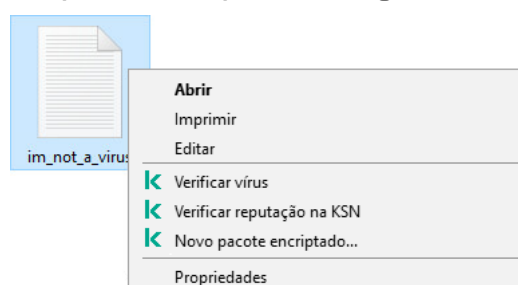 Abrir
Imprimir
Editar
im_not_a_virus
Verificar vírus
Verificar reputação na KSN
Novo pacote encriptado...
Propriedades